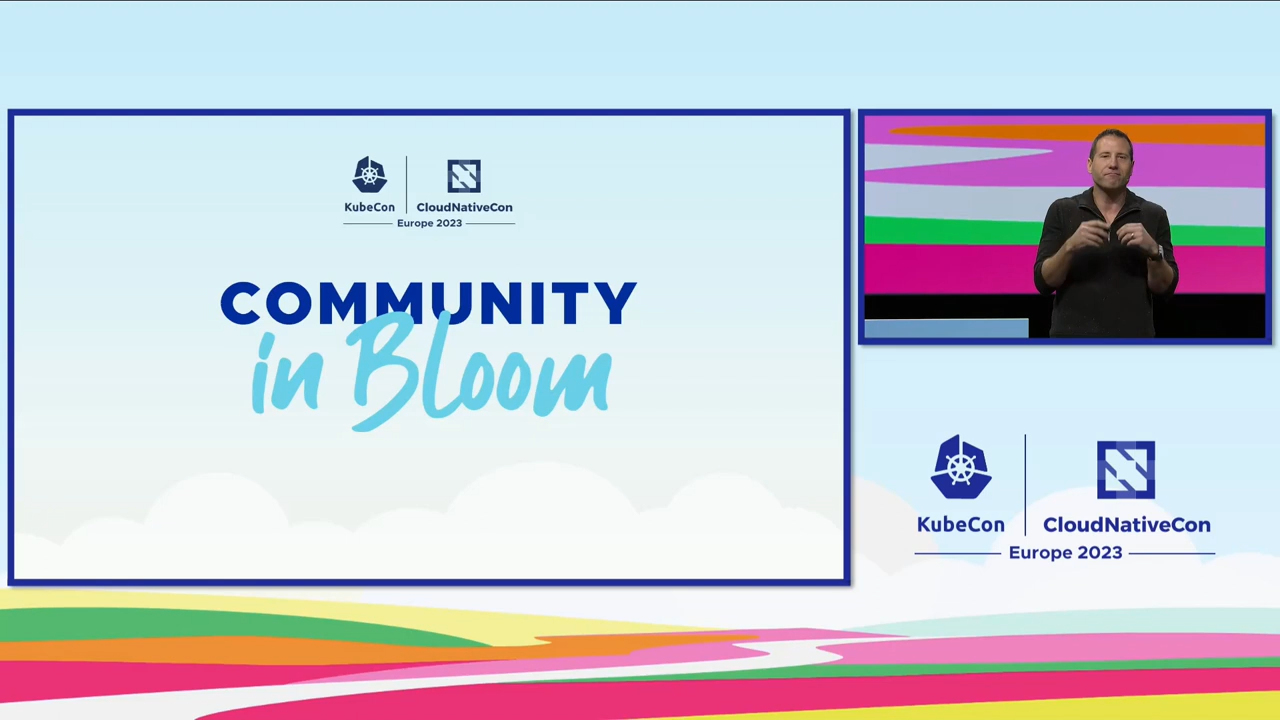 KubeCon
CloudNativeCon
Europe 2023
COMMUNITY
in Bloom
KubeCon
CloudNativeCon
Europe 2023